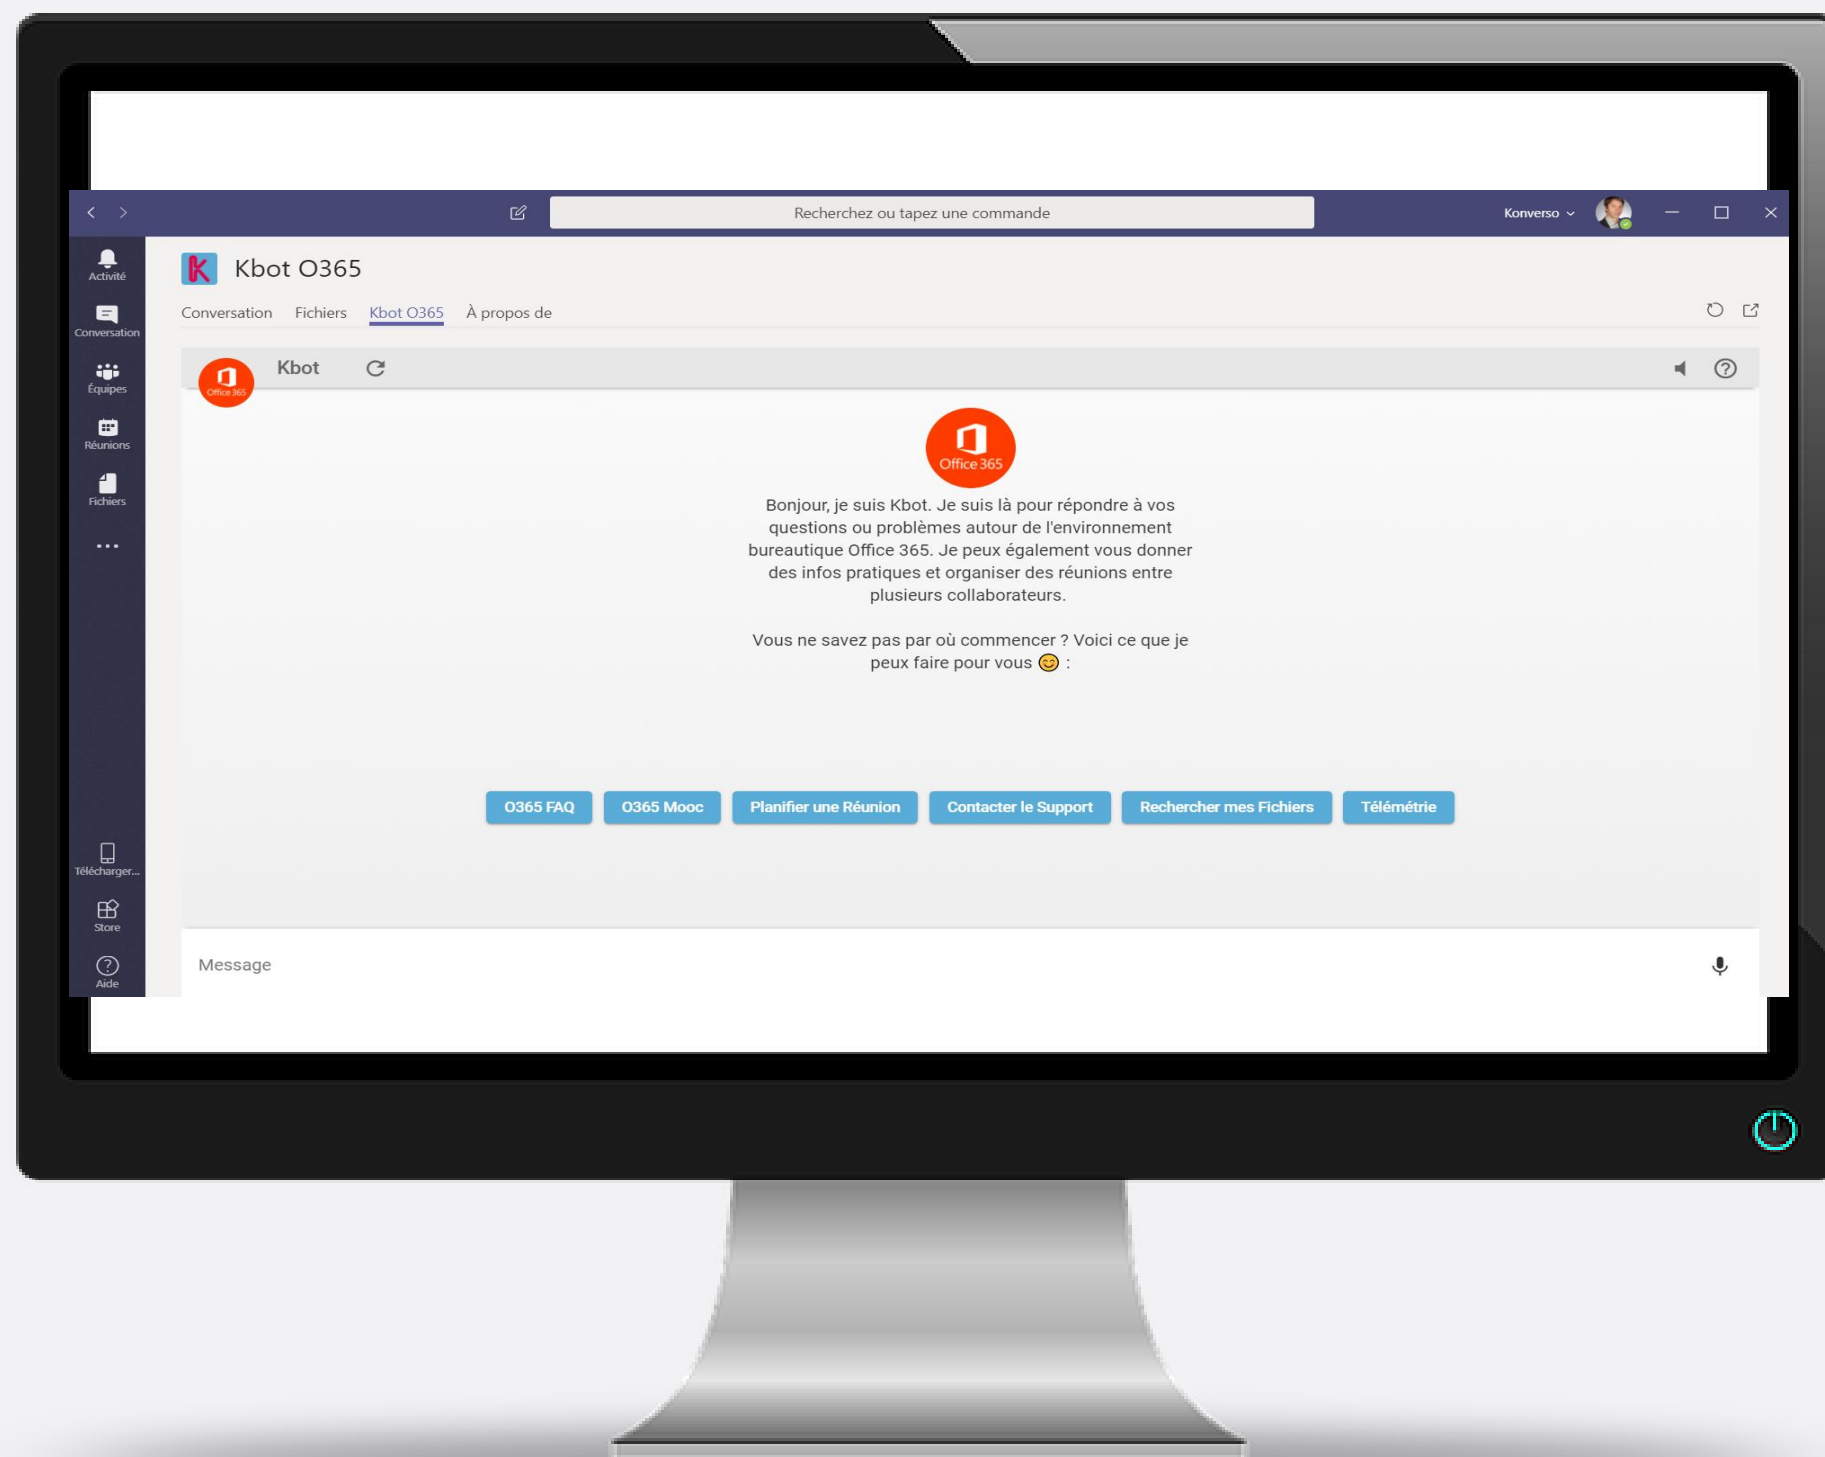 Recherchez ou tapez une commande
Konverso
Activité
Conversation
Équipes
Réunions
Fichiers
Télécharger...
Store
Aide
K Kbot O365
Conversation Fichiers Kbot O365 À propos de
Office 365
Kbot
Office 365
Bonjour, je suis Kbot. Je suis là pour répondre à vos
questions ou problèmes autour de l'environnement
bureautique Office 365. Je peux également vous donner
des infos pratiques et organiser des réunions entre
plusieurs collaborateurs.
Vous ne savez pas par où commencer ? Voici ce que je
peux faire pour vous 😊 :
O365 FAQ O365 Mooc Planifier une Réunion Contacter le Support Rechercher mes Fichiers Télémétrie
Message